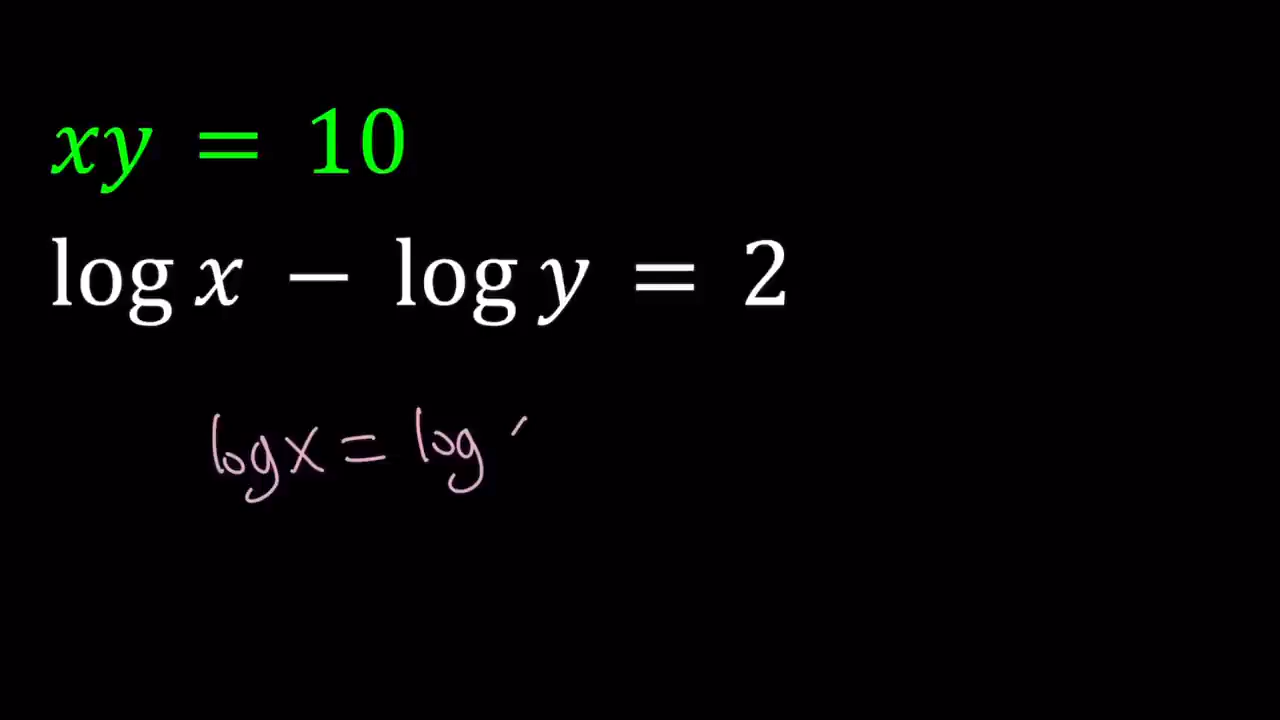 xy = 10
log x − log y = 2
log x = log